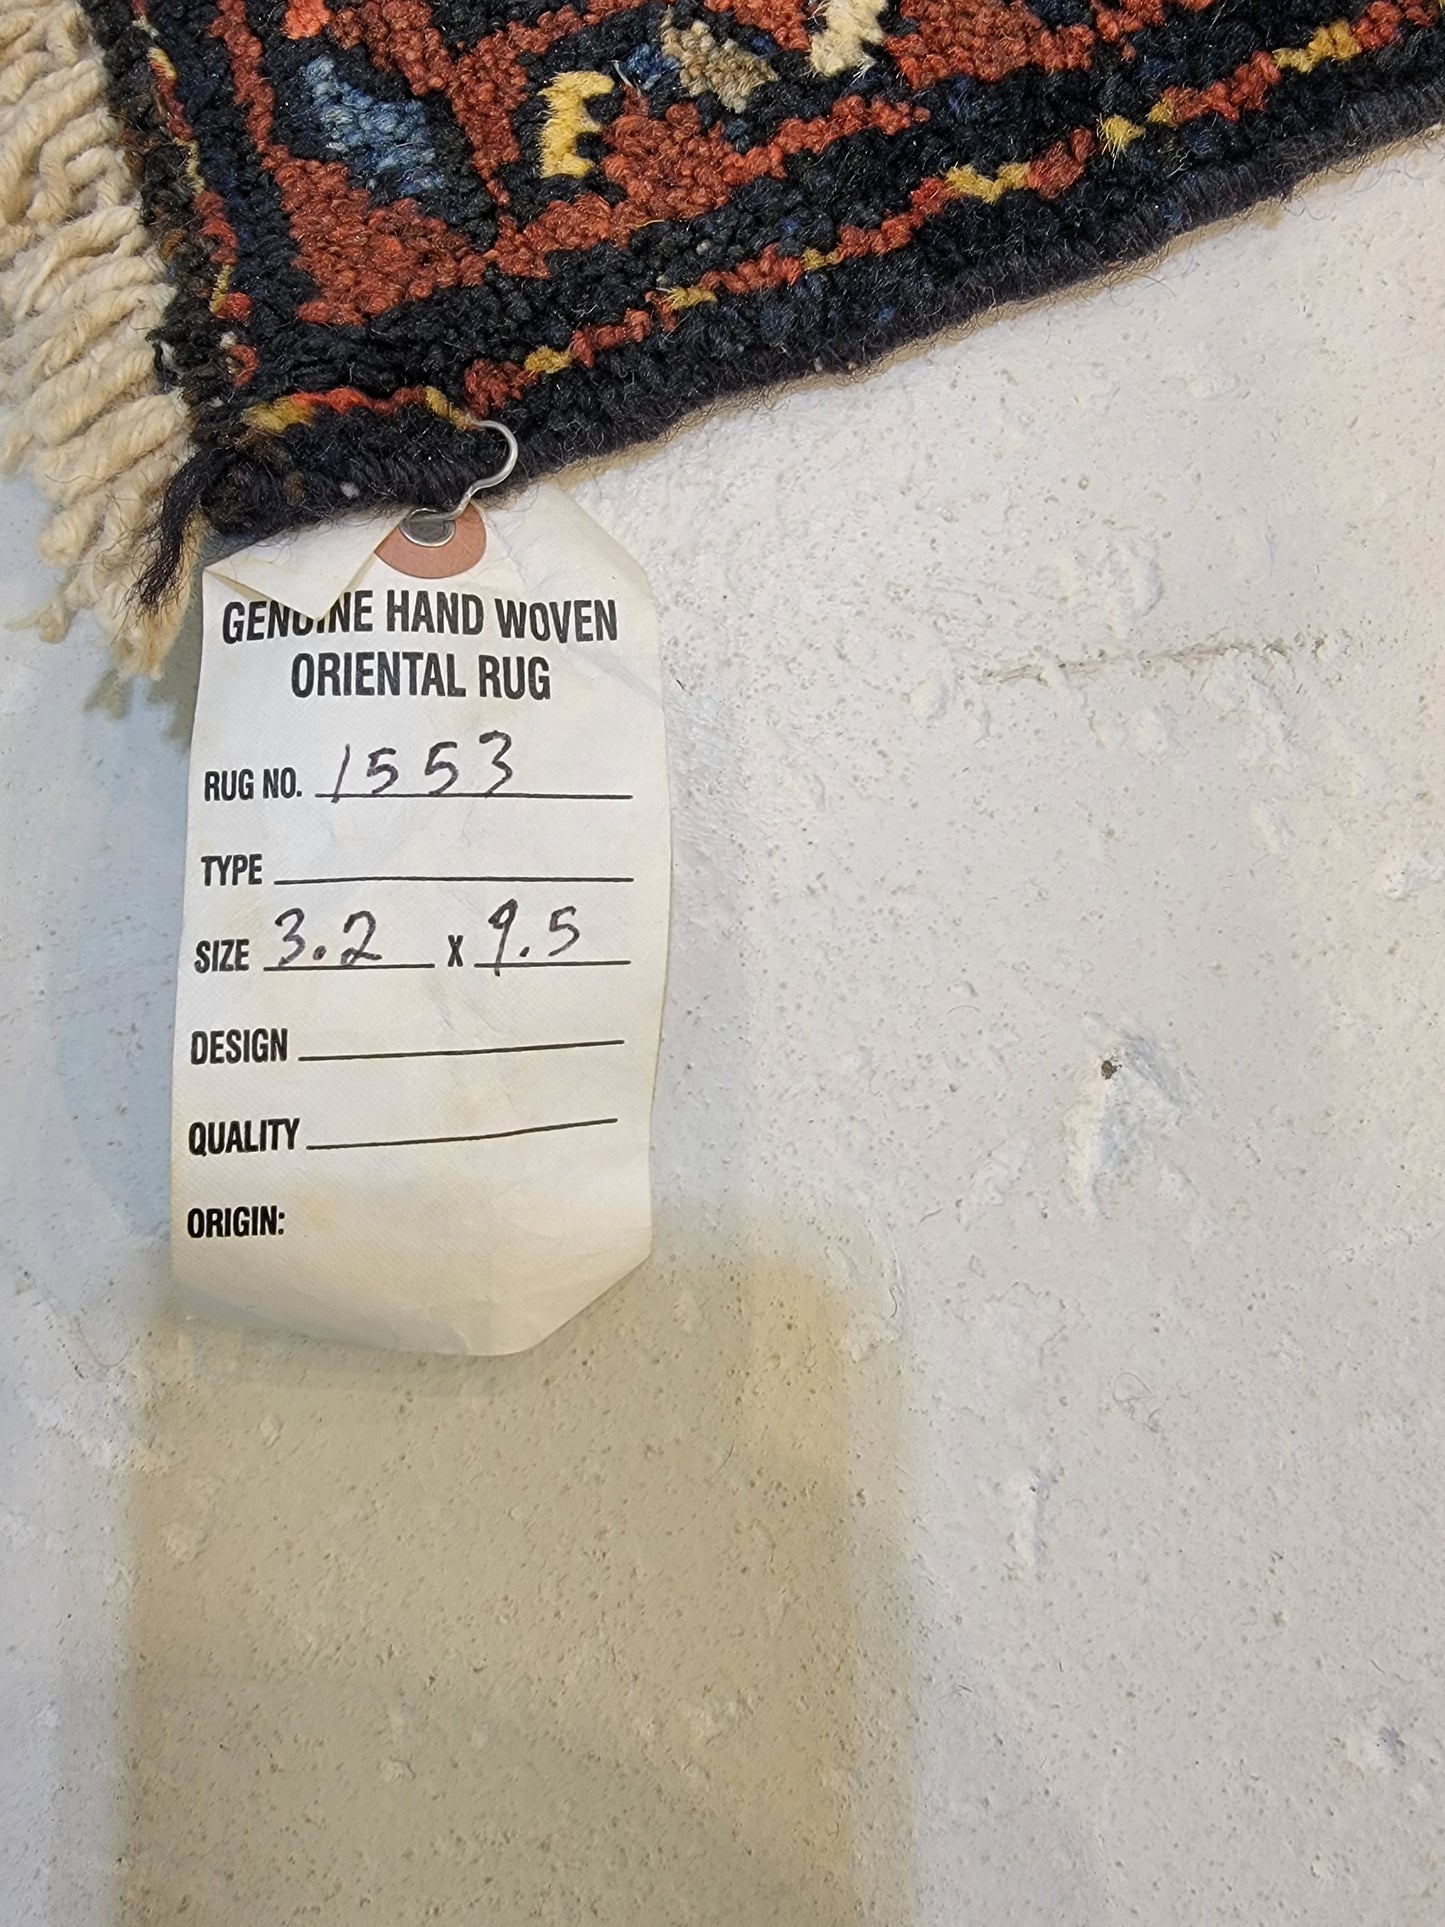 GENUINE HAND WOVEN
ORIENTAL RUG
RUG NO. 1553
TYPE
SIZE 3.2 x 9.5
DESIGN
QUALITY
ORIGIN: